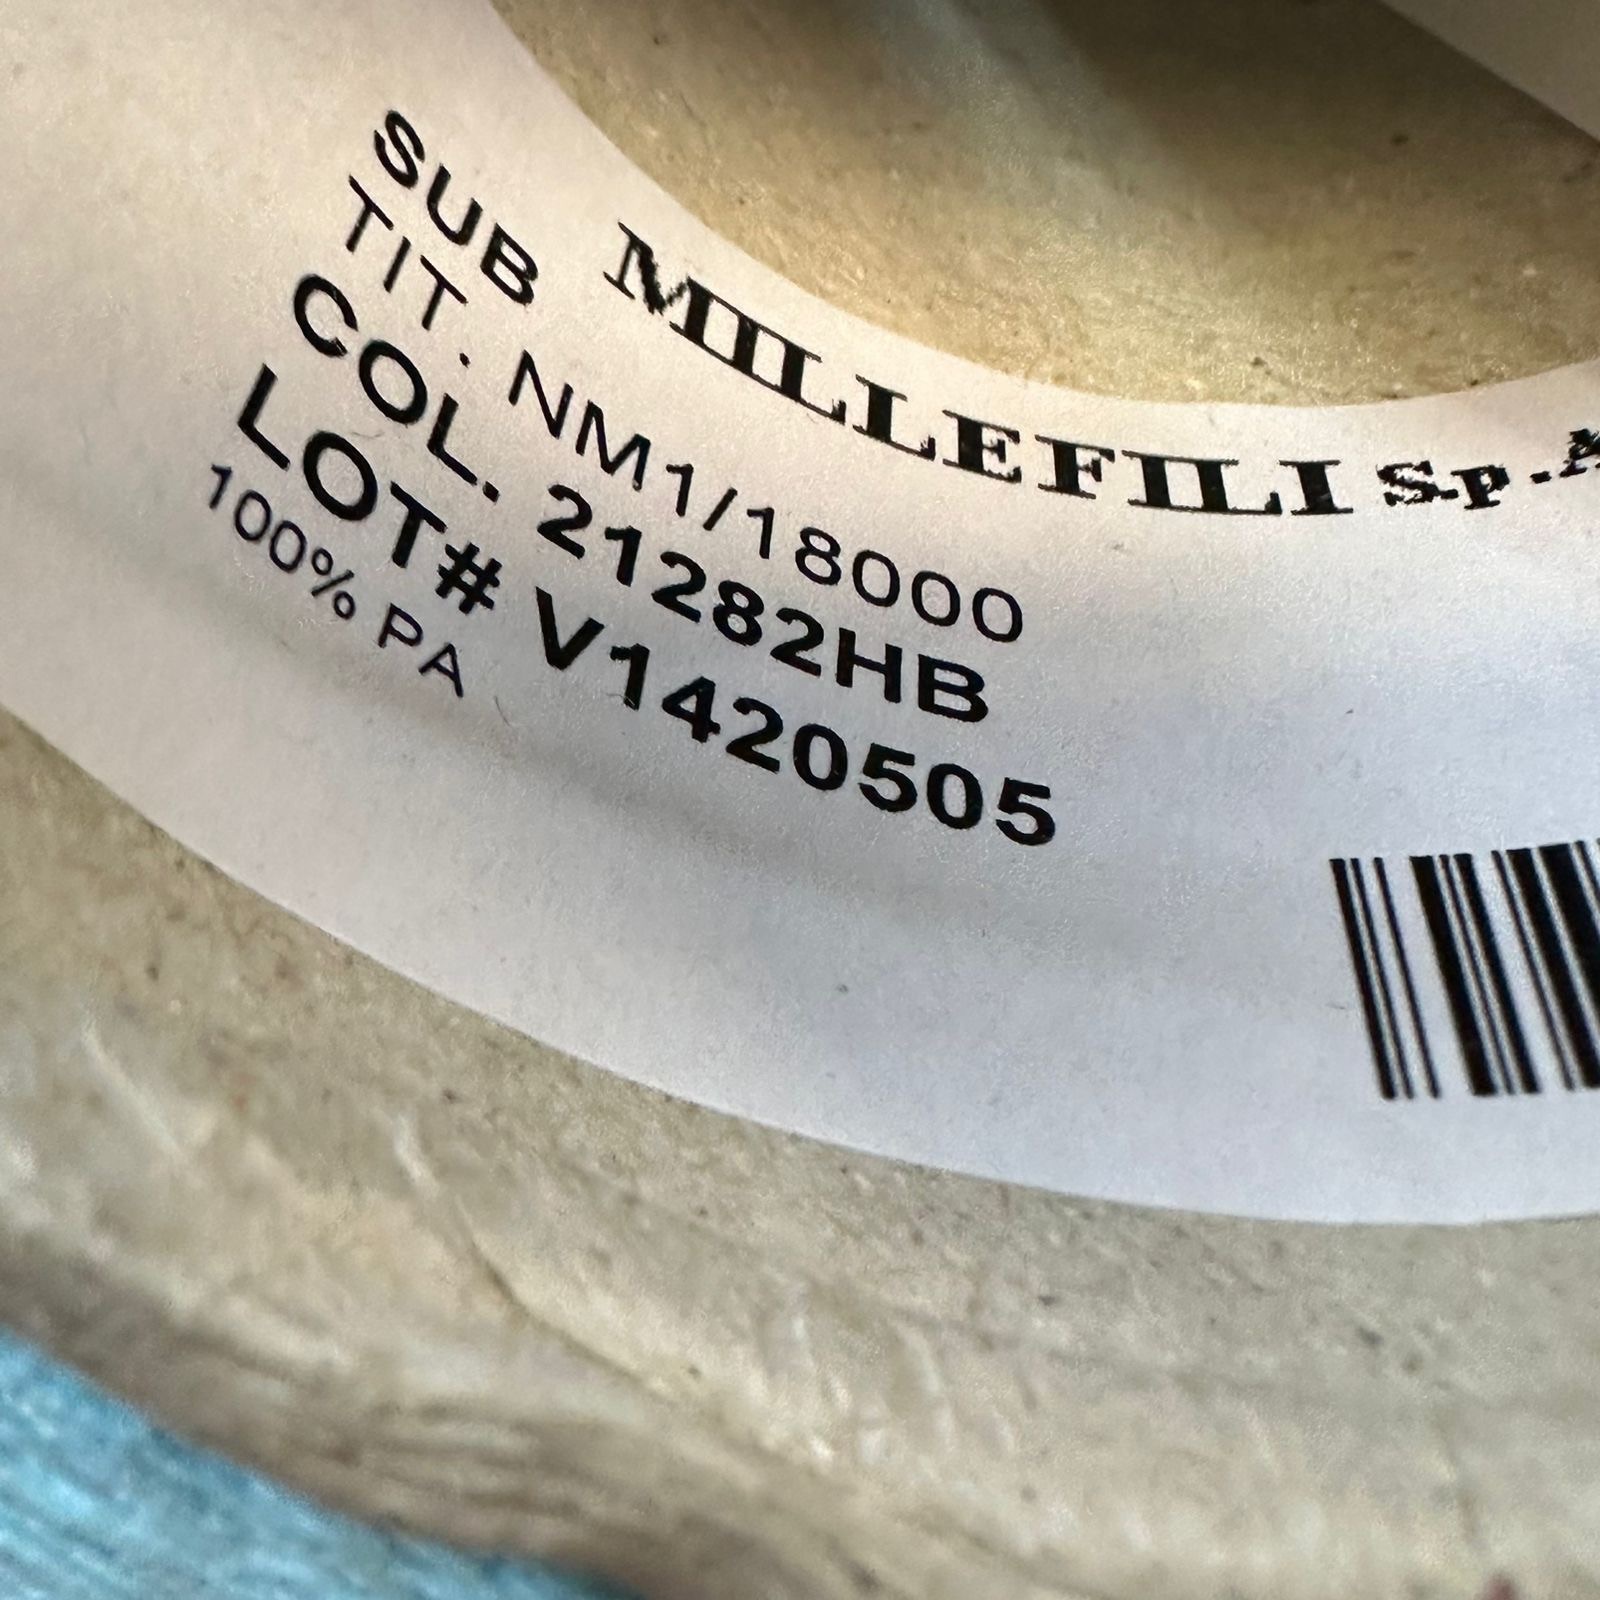 MILLEFILI S.p.A
SUB
TIT. NM1/18000
COL. 21282HB
LOT# V1420505
100% PA